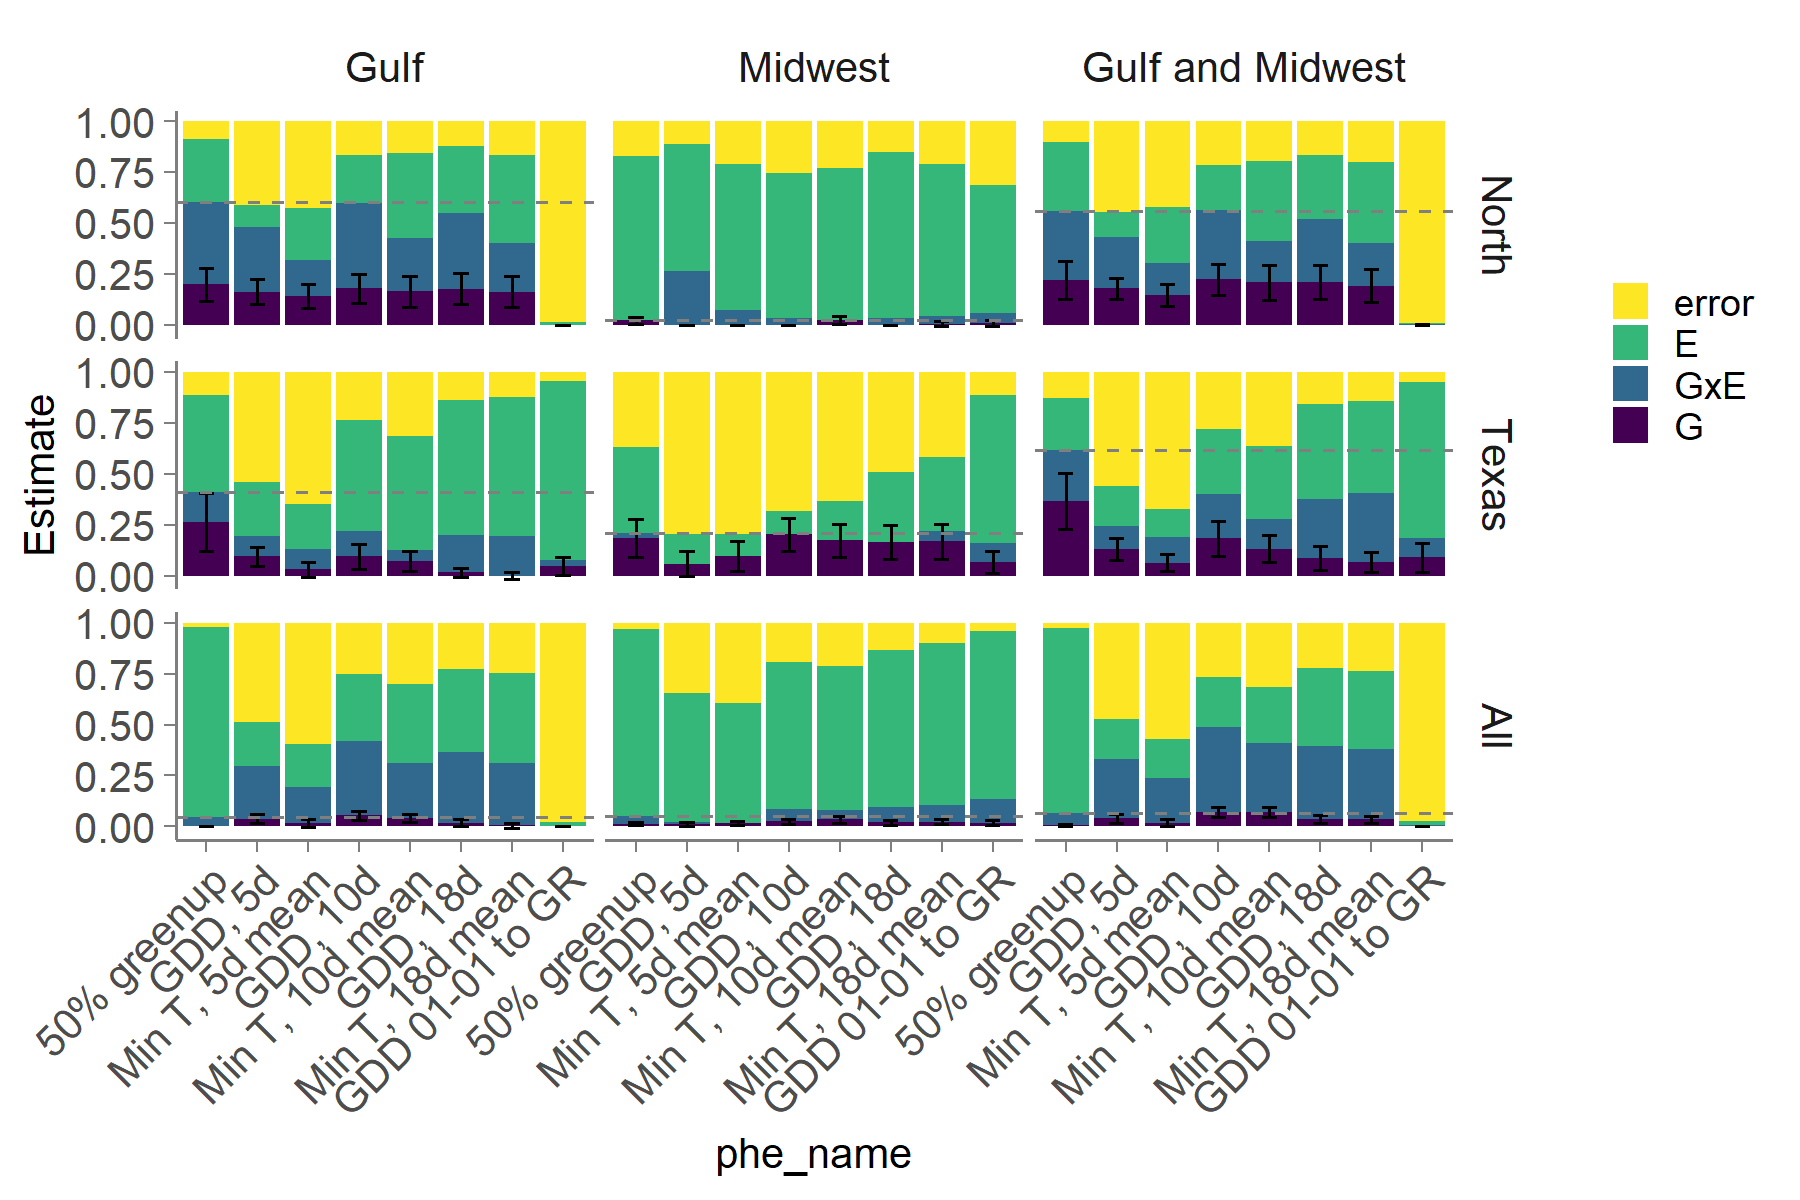 Gulf
Midwest
Gulf and Midwest
1.00
0.75
0.50
0.25
0.00
North
1.00
0.75
0.50
0.25
0.00
Texas
1.00
0.75
0.50
0.25
0.00
All
Estimate
error
E
GxE
G
50% greenup
GDD, 5d
Min T, 5d mean
GDD, 10d
Min T, 10d mean
GDD, 18d
Min T, 18d mean
GDD 01-01 to GR
50% greenup
GDD, 5d
Min T, 5d mean
GDD, 10d
Min T, 10d mean
GDD, 18d
Min T, 18d mean
GDD 01-01 to GR
50% greenup
GDD, 5d
Min T, 5d mean
GDD, 10d
Min T, 10d mean
GDD, 18d
Min T, 18d mean
GDD 01-01 to GR
phe_name